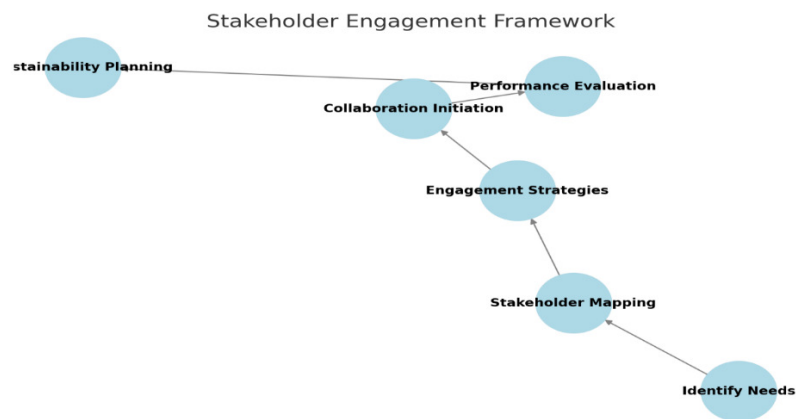 Stakeholder Engagement Framework
stainability Planning
Performance Evaluation
Collaboration Initiation
Engagement Strategies
Stakeholder Mapping
Identify Needs